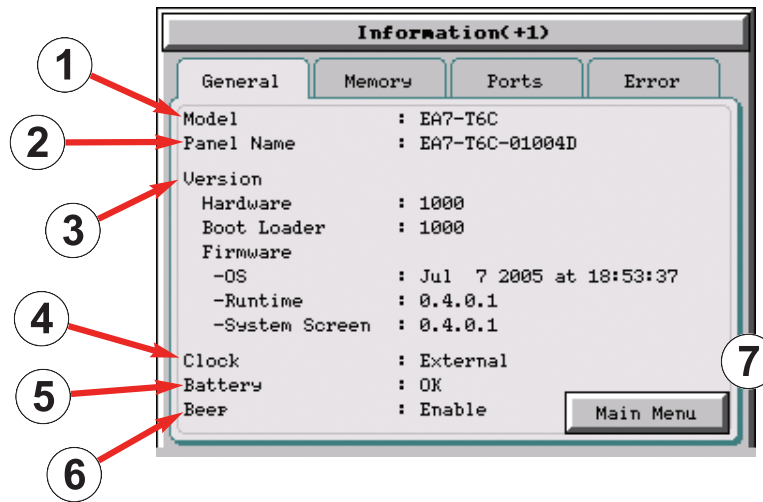 Information(+1)
General Memory Ports Error
1
Model : EA7-T6C
2
Panel Name : EA7-T6C-01004D
3
Version
Hardware : 1000
Boot Loader : 1000
Firmware
-OS : Jul 7 2005 at 18:53:37
-Runtime : 0.4.0.1
-System Screen : 0.4.0.1
4
Clock : External
7
5
Battery : OK
Beep : Enable
Main Menu
6